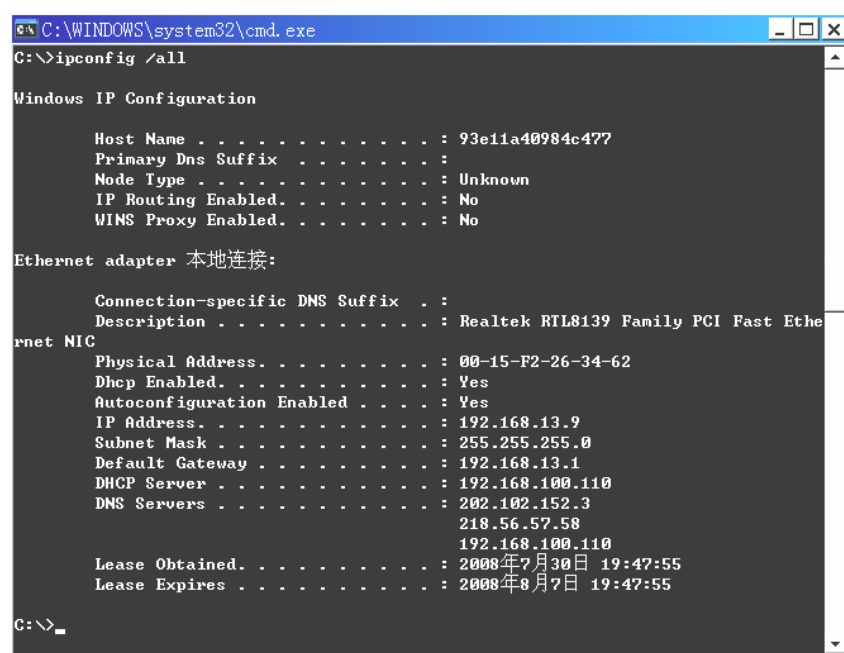 C:\WINDOWS\system32\cmd.exe
C:\>ipconfig /all
Windows IP Configuration
Host Name . . . . . . . . . . . . : 93e11a40984c477
Primary Dns Suffix . . . . . . . :
Node Type . . . . . . . . . . . . : Unknown
IP Routing Enabled. . . . . . . . : No
WINS Proxy Enabled. . . . . . . . : No
Ethernet adapter 本地连接:
Connection-specific DNS Suffix . :
Description . . . . . . . . . . . : Realtek RTL8139 Family PCI Fast Ethe
rnet NIC
Physical Address. . . . . . . . . : 00-15-F2-26-34-62
Dhcp Enabled. . . . . . . . . . . : Yes
Autoconfiguration Enabled . . . . : Yes
IP Address. . . . . . . . . . . . : 192.168.13.9
Subnet Mask . . . . . . . . . . . : 255.255.255.0
Default Gateway . . . . . . . . . : 192.168.13.1
DHCP Server . . . . . . . . . . . : 192.168.100.110
DNS Servers . . . . . . . . . . . : 202.102.152.3
218.56.57.58
192.168.100.110
Lease Obtained. . . . . . . . . . : 2008年7月30日 19:47:55
Lease Expires . . . . . . . . . . : 2008年8月7日 19:47:55
C:\>_